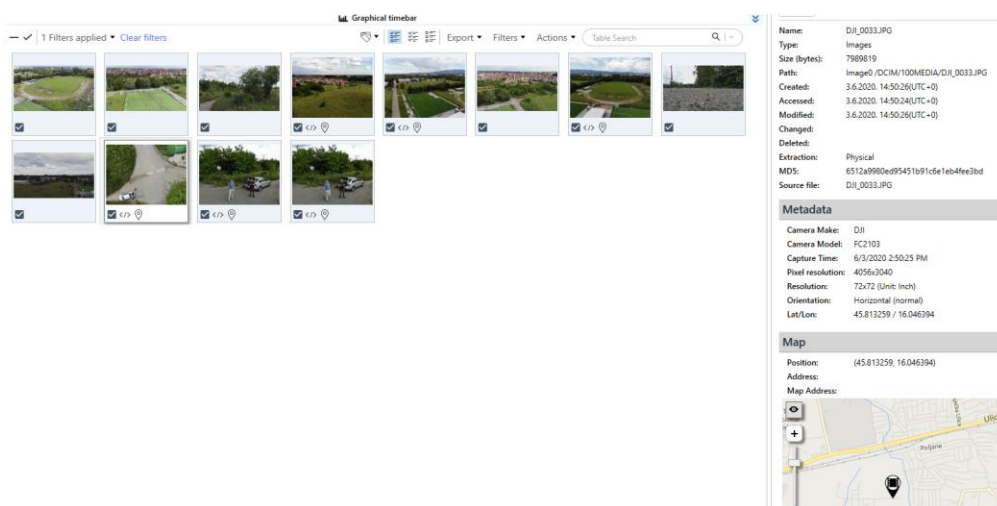 Graphical timebar
1 Filters applied Clear filters
Export Filters Actions Table Search
Name: DJI_0033.JPG
Type: Images
Size (bytes): 7989819
Path: Image0 /DCIM/100MEDIA/DJI_0033.JPG
Created: 3.6.2020. 14:50:26(UTC+0)
Accessed: 3.6.2020. 14:50:24(UTC+0)
Modified: 3.6.2020. 14:50:26(UTC+0)
Changed:
Deleted:
Extraction: Physical
MD5: 6512a9980ed95451b91c6e1eb4fee3bd
Source file: DJI_0033.JPG
Metadata
Camera Make: DJI
Camera Model: FC2103
Capture Time: 6/3/2020 2:50:25 PM
Pixel resolution: 4056x3040
Resolution: 72x72 (Unit: Inch)
Orientation: Horizontal (normal)
Lat/Lon: 45.813259 / 16.046394
Map
Position: (45.813259, 16.046394)
Address:
Map Address:
Poljane